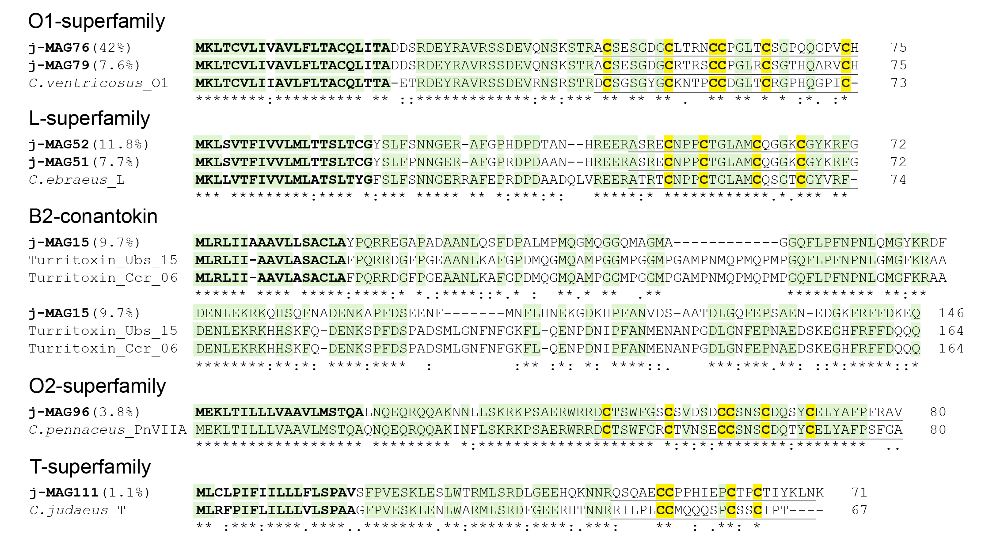 O1-superfamily
j-MAG76(42%) MKLTCVLIVAVLFLTACQLITADDSRDEYRAVRSSDEVQNSKSTRACSESGDGCLTRNCCPGLTCSGPQQGPVCH 75
j-MAG79(7.6%) MKLTCVLIVAVLFLTACQLITADDSRDEYRAVRSSDEVQNSKSTRACSESGDGCRTRSCCPGLRCSGTHQARVCH 75
C.ventricosus_O1 MKLTCVLIIAVLFLTACQLTTA-ETRDEYRAVRSSDEVRNSRSTRDCSGSGYGCKNTPCCDGLTCRGPHQGPIC- 73
********:********** ** ::*************:**:*** ** ** ** . ** ** * * :*. :*
L-superfamily
j-MAG52(11.8%) MKLSVTFIVVLMLTTSLTCGYSLFSNNGER-AFGPHDPDTAN--HREERASRECNPPCTGLAMCQGGKCGYKRFG 72
j-MAG51(7.7%) MKLSVTFIVVLMLTTSLTCGYSLFPNNGER-AFGPRDPDAAN--HREERASRECNPPCTGLAMCQGGKCGYKRFG 72
C.ebraeus_L MKLLVTFIVVLMLATSLTYGFSLFSNNGERRAFEPRDPDAADQLVREERATRTCNPPCTGLAMCQSGTCGYVRF- 74
*** *********:**** *:*** ***** ** *:***:*: *****:* ************.*.*** **
B2-conantokin
j-MAG15(9.7%) MLRLIIAAAVLLSACLAYPQRREGAPADAANLQSFDPALMPMQGMQGGQMAGMA------------GGQFLPFNPNLQMGYKRDF
Turritoxin_Ubs_15 MLRLII-AAVLASACLAFPQRRDGFPGEAANLKAFGPDMQGMQAMPGGMPGGMPGAMPNMQPMQPMPGQFLPFNPNLGMGFKRAA
Turritoxin_Ccr_06 MLRLII-AAVLASACLAFPQRRDGFPGEAANLKAFGPDMQGMQAMPGGMPGGMPGAMPNMQPMQPMPGQFLPFNPNLGMGFKRAA
****** **** *****:****:* *.:****::*.* : **.* ** .** ********** **:**
j-MAG15(9.7%) DENLEKRKQHSQFNADENKAPFDSEENF-------MNFLHNEKGDKHPFANVDS-AATDLGQFEPSAEN-EDGKFRFFDKEQ 146
Turritoxin_Ubs_15 DENLEKRKHHSKFQ-DENKSPFDSPADSMLGNFNFGKFL-QENPDNIPFANMENANPGDLGNFEPNAEDSKEGHFRFFDQQQ 164
Turritoxin_Ccr_06 DENLEKRKHHSKFQ-DENKSPFDSPADSMLGNFNFGKFL-QENPDNIPFANMENANPGDLGNFEPNAEDSKEGHFRFFDQQQ 164
********:**:*: ****:**** : :** :*: *: ****::. ***:***.**: ::*:*****::*
O2-superfamily
j-MAG96(3.8%) MEKLTILLLVAAVLMSTQALNQEQRQQAKNNLLSKRKPSAERWRRDCTSWFGSCSVDSDCCSNSCDQSYCELYAFPFRAV 80
C.pennaceus_PnVIIA MEKLTILLLVAAVLMSTQAQNQEQRQQAKINFLSKRKPSAERWRRDCTSWFGRCTVNSECCSNSCDQTYCELYAFPSFGA 80
******************* ********* *:******************** *:*:*:********:******** ..
T-superfamily
j-MAG111(1.1%) MLCLPIFIILLLFLSPAVSFPVESKLESLWTRMLSRDLGEEHQKNNRQSQAECCPPHIEPCTPCTIYKLNK 71
C.judaeus_T MLRFPIFLILLLVLSPAAGFPVESKLENLWARMLSRDFGEERHTNNRRILPLCCMQQQSPCSSCIPT---- 67
** :***:****.****..********.**:******:****:.***: ** : .**: *